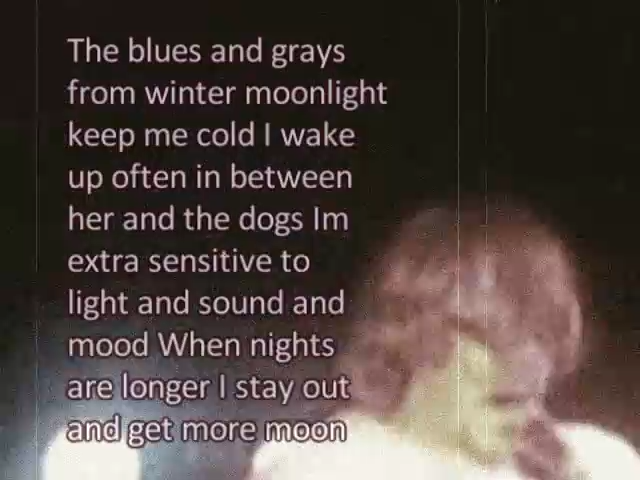 The blues and grays
from winter moonlight
keep me cold I wake
up often in between
her and the dogs Im
extra sensitive to
light and sound and
mood When nights
are longer I stay out
and get more moon